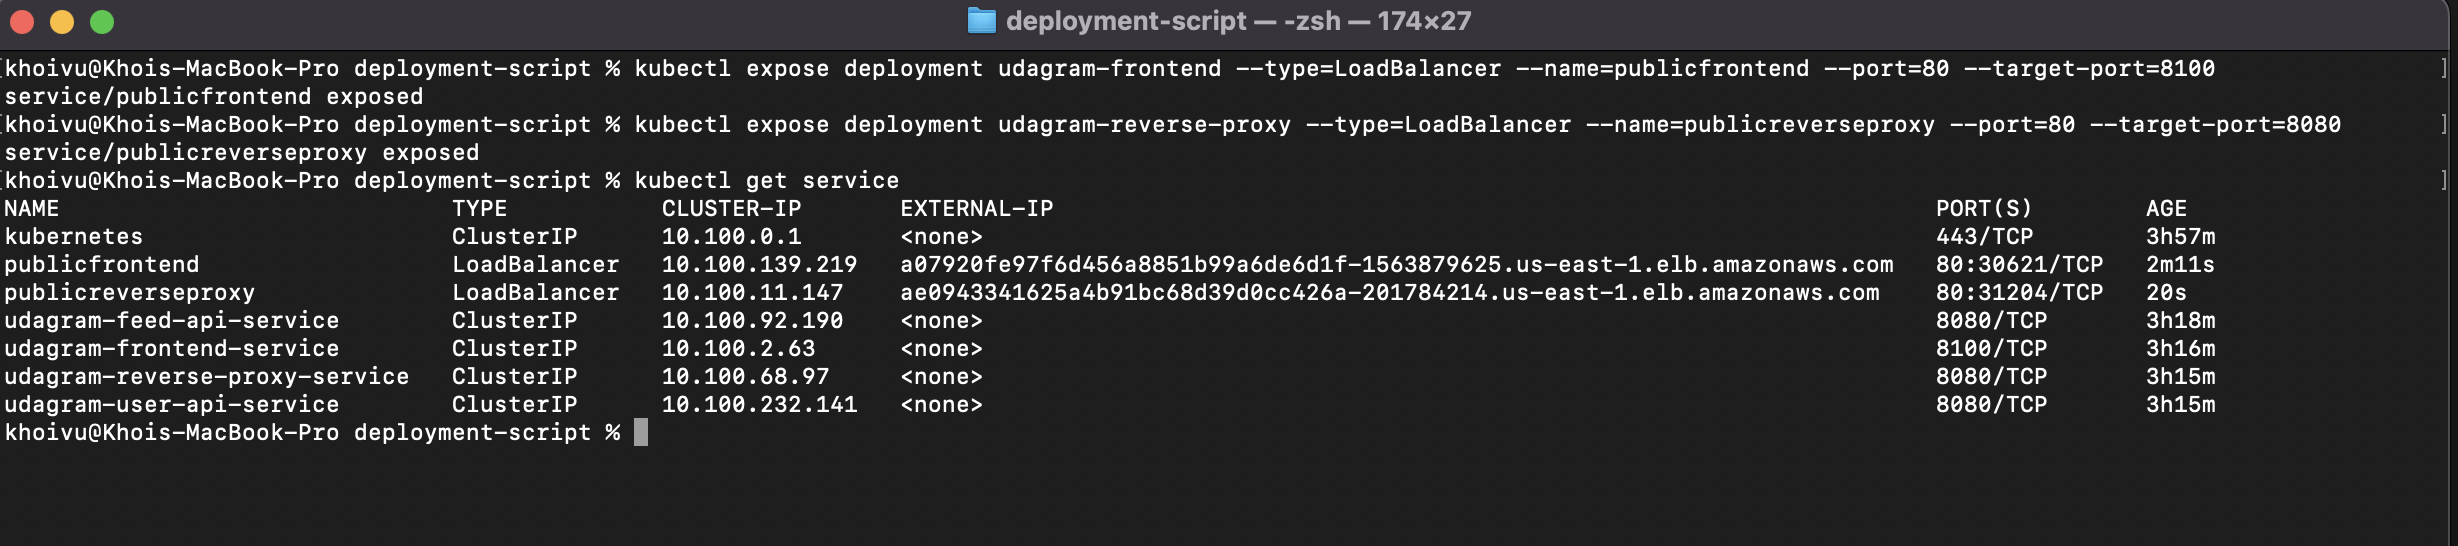 deployment-script — -zsh — 174×27
khoivu@Khois-MacBook-Pro deployment-script % kubectl expose deployment udagram-frontend --type=LoadBalancer --name=publicfrontend --port=80 --target-port=8100
service/publicfrontend exposed
khoivu@Khois-MacBook-Pro deployment-script % kubectl expose deployment udagram-reverse-proxy --type=LoadBalancer --name=publicreverseproxy --port=80 --target-port=8080
service/publicreverseproxy exposed
khoivu@Khois-MacBook-Pro deployment-script % kubectl get service
NAME TYPE CLUSTER-IP EXTERNAL-IP PORT(S) AGE
kubernetes ClusterIP 10.100.0.1 <none> 443/TCP 3h57m
publicfrontend LoadBalancer 10.100.139.219 a07920fe97f6d456a8851b99a6de6d1f-1563879625.us-east-1.elb.amazonaws.com 80:30621/TCP 2m11s
publicreverseproxy LoadBalancer 10.100.11.147 ae0943341625a4b91bc68d39d0cc426a-201784214.us-east-1.elb.amazonaws.com 80:31204/TCP 20s
udagram-feed-api-service ClusterIP 10.100.92.190 <none> 8080/TCP 3h18m
udagram-frontend-service ClusterIP 10.100.2.63 <none> 8100/TCP 3h16m
udagram-reverse-proxy-service ClusterIP 10.100.68.97 <none> 8080/TCP 3h15m
udagram-user-api-service ClusterIP 10.100.232.141 <none> 8080/TCP 3h15m
khoivu@Khois-MacBook-Pro deployment-script %